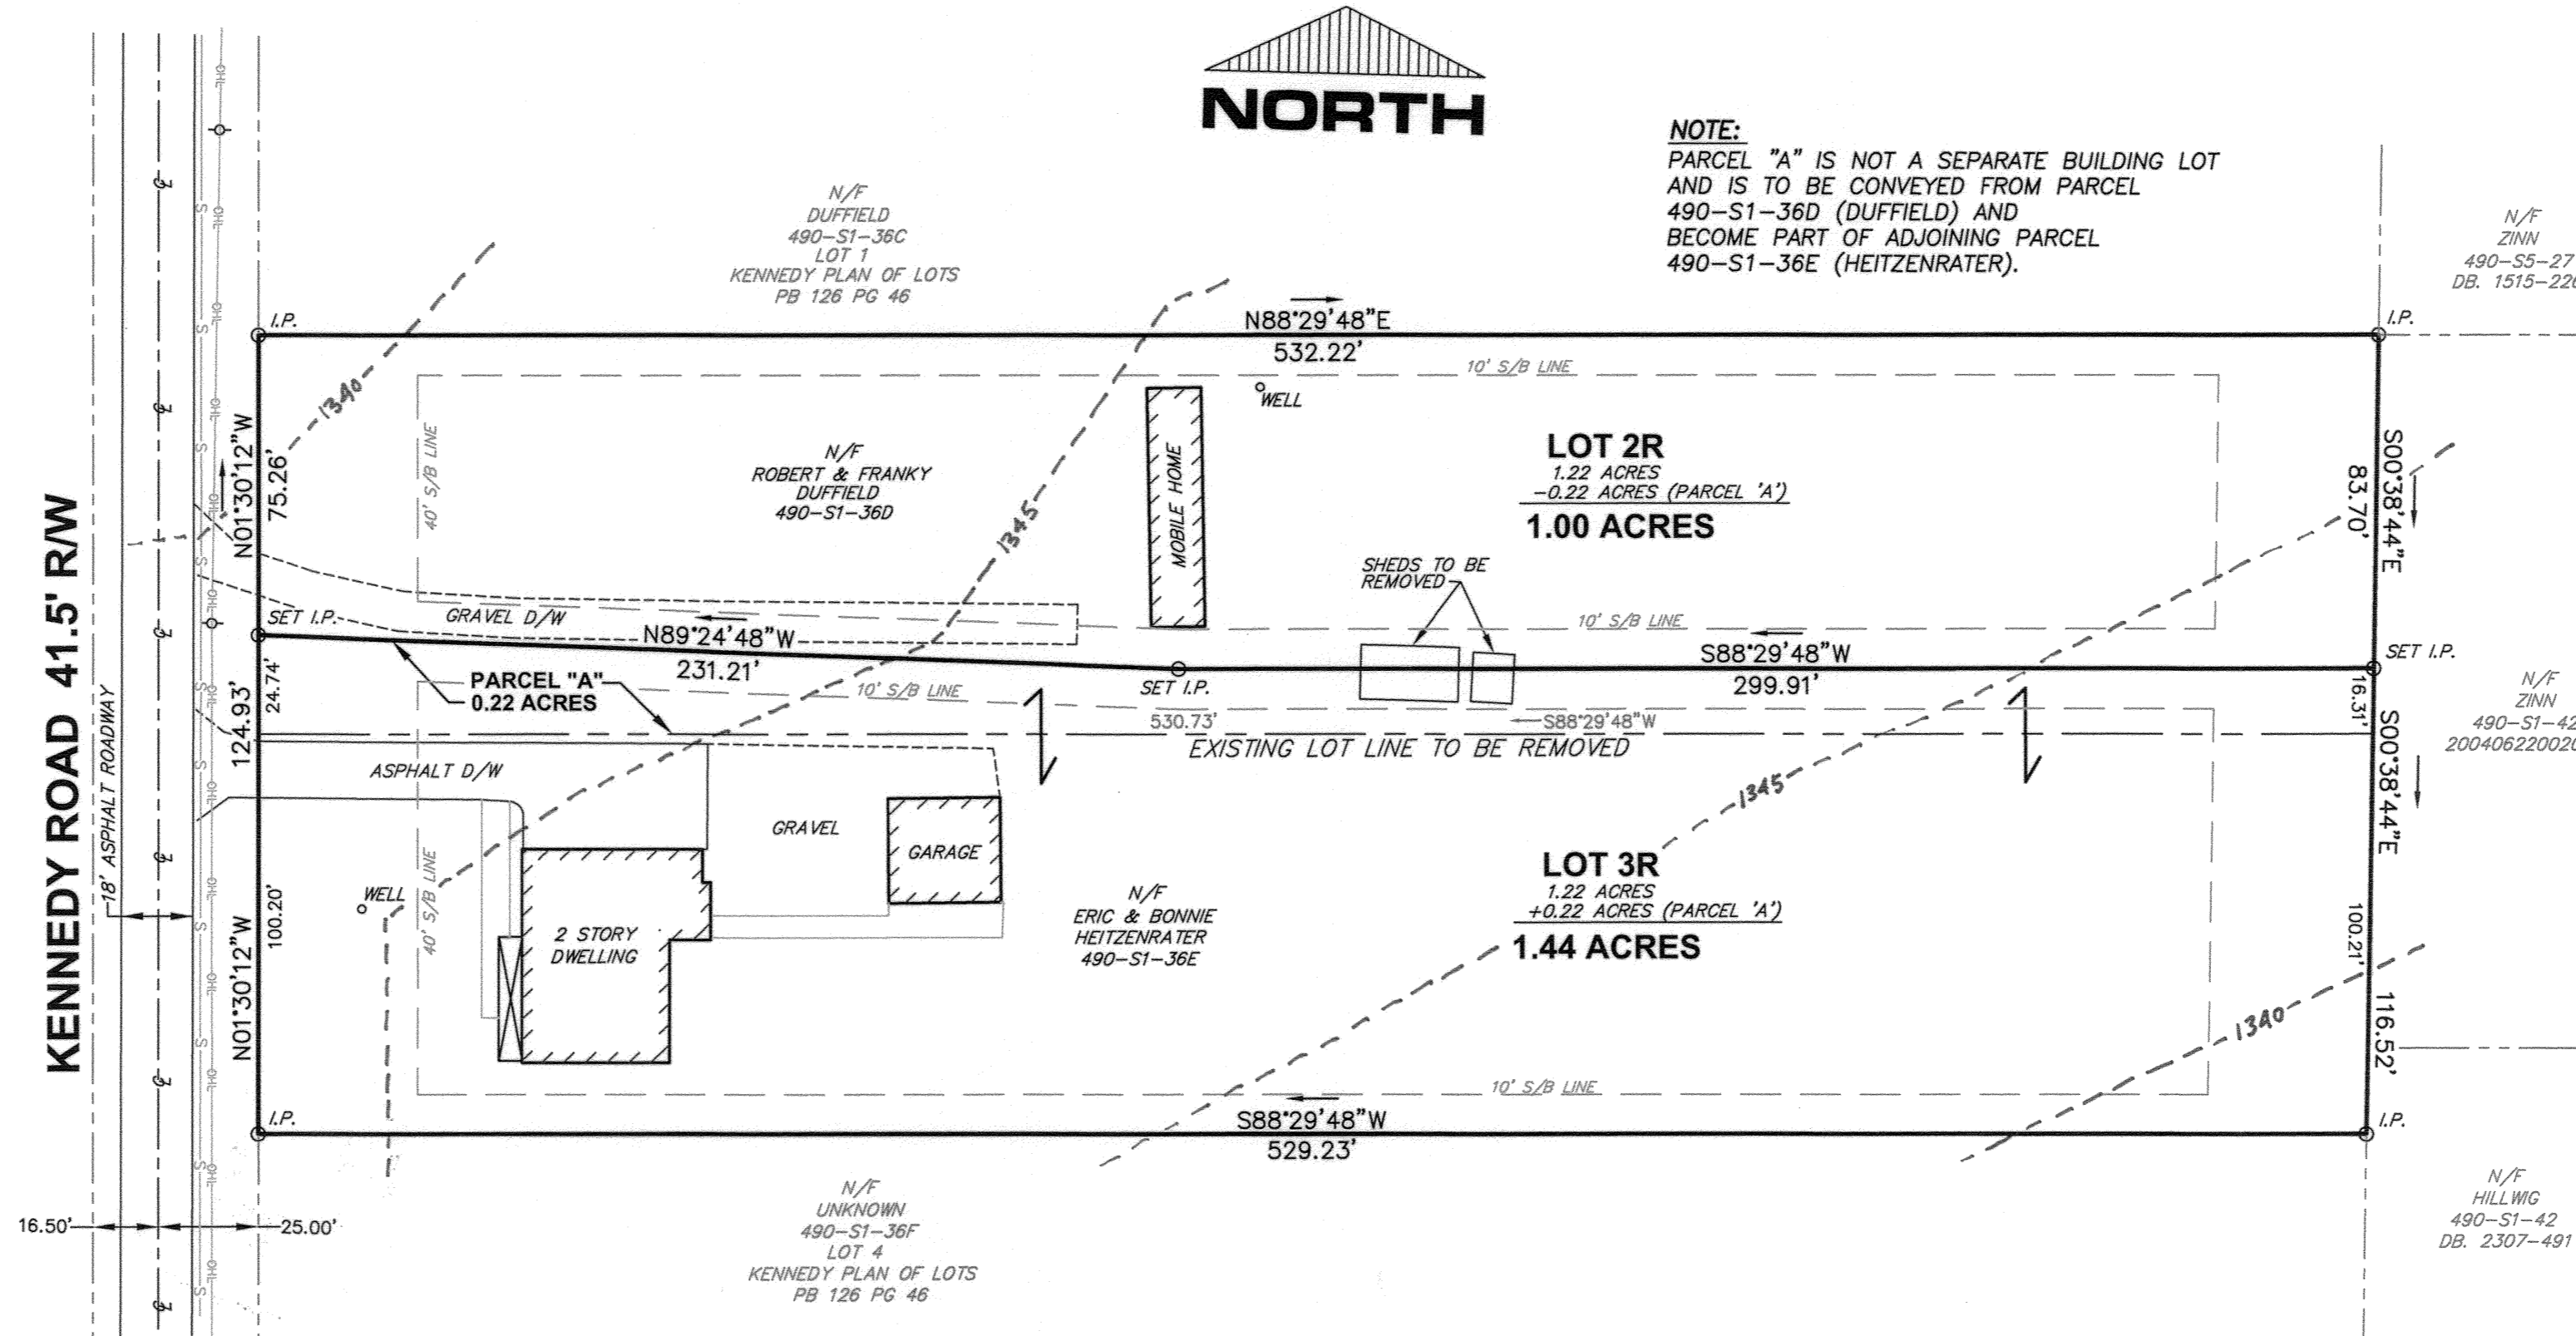 NORTH
NOTE:
PARCEL "A" IS NOT A SEPARATE BUILDING LOT
AND IS TO BE CONVEYED FROM PARCEL
490-S1-36D (DUFFIELD) AND
BECOME PART OF ADJOINING PARCEL
490-S1-36E (HEITZENRATER).
N/F
DUFFIELD
490-S1-36C
LOT 1
KENNEDY PLAN OF LOTS
PB 126 PG 46
N/F
ZINN
490-S5-27
DB. 1515-226
I.P.
N88°29'48"E
532.22'
I.P.
10' S/B LINE
1340
WELL
N01°30'12"W
75.26'
40' S/B LINE
N/F
ROBERT & FRANKY
DUFFIELD
490-S1-36D
1345
MOBILE HOME
LOT 2R
1.22 ACRES
-0.22 ACRES (PARCEL 'A')
1.00 ACRES
S00°38'44"E
83.70'
SHEDS TO BE
REMOVED
SET I.P.
GRAVEL D/W
N89°24'48"W
231.21'
10' S/B LINE
S88°29'48"W
299.91'
SET I.P.
PARCEL "A"
0.22 ACRES
10' S/B LINE
SET I.P.
24.74'
124.93'
16.31'
N/F
ZINN
490-S1-42
530.73'
S88°29'48"W
EXISTING LOT LINE TO BE REMOVED
KENNEDY ROAD 41.5' R/W
18' ASPHALT ROADWAY
ASPHALT D/W
GRAVEL
GARAGE
1345
S00°38'44"E
WELL
40' S/B LINE
100.20'
N01°30'12"W
2 STORY
DWELLING
N/F
ERIC & BONNIE
HEITZENRATER
490-S1-36E
LOT 3R
1.22 ACRES
+0.22 ACRES (PARCEL 'A')
1.44 ACRES
100.21'
116.52'
1340
10' S/B LINE
I.P.
S88°29'48"W
529.23'
I.P.
16.50'
25.00'
N/F
UNKNOWN
490-S1-36F
LOT 4
KENNEDY PLAN OF LOTS
PB 126 PG 46
N/F
HILLWIG
490-S1-42
DB. 2307-491